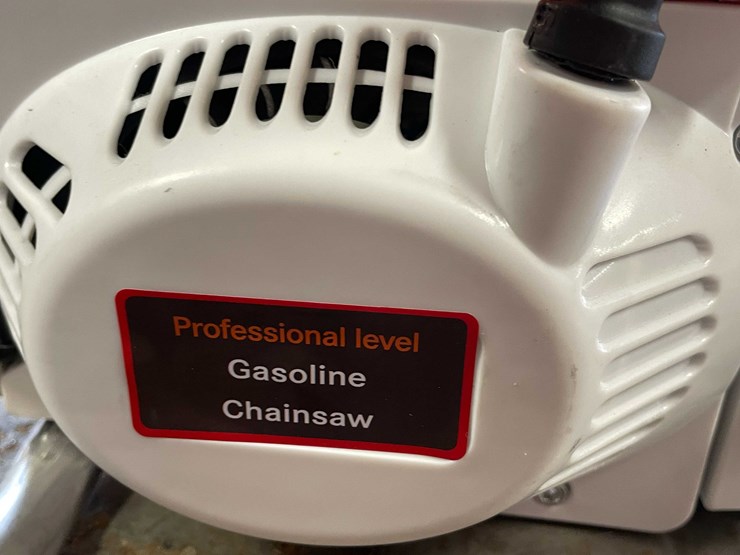 Professional level
Gasoline
Chainsaw